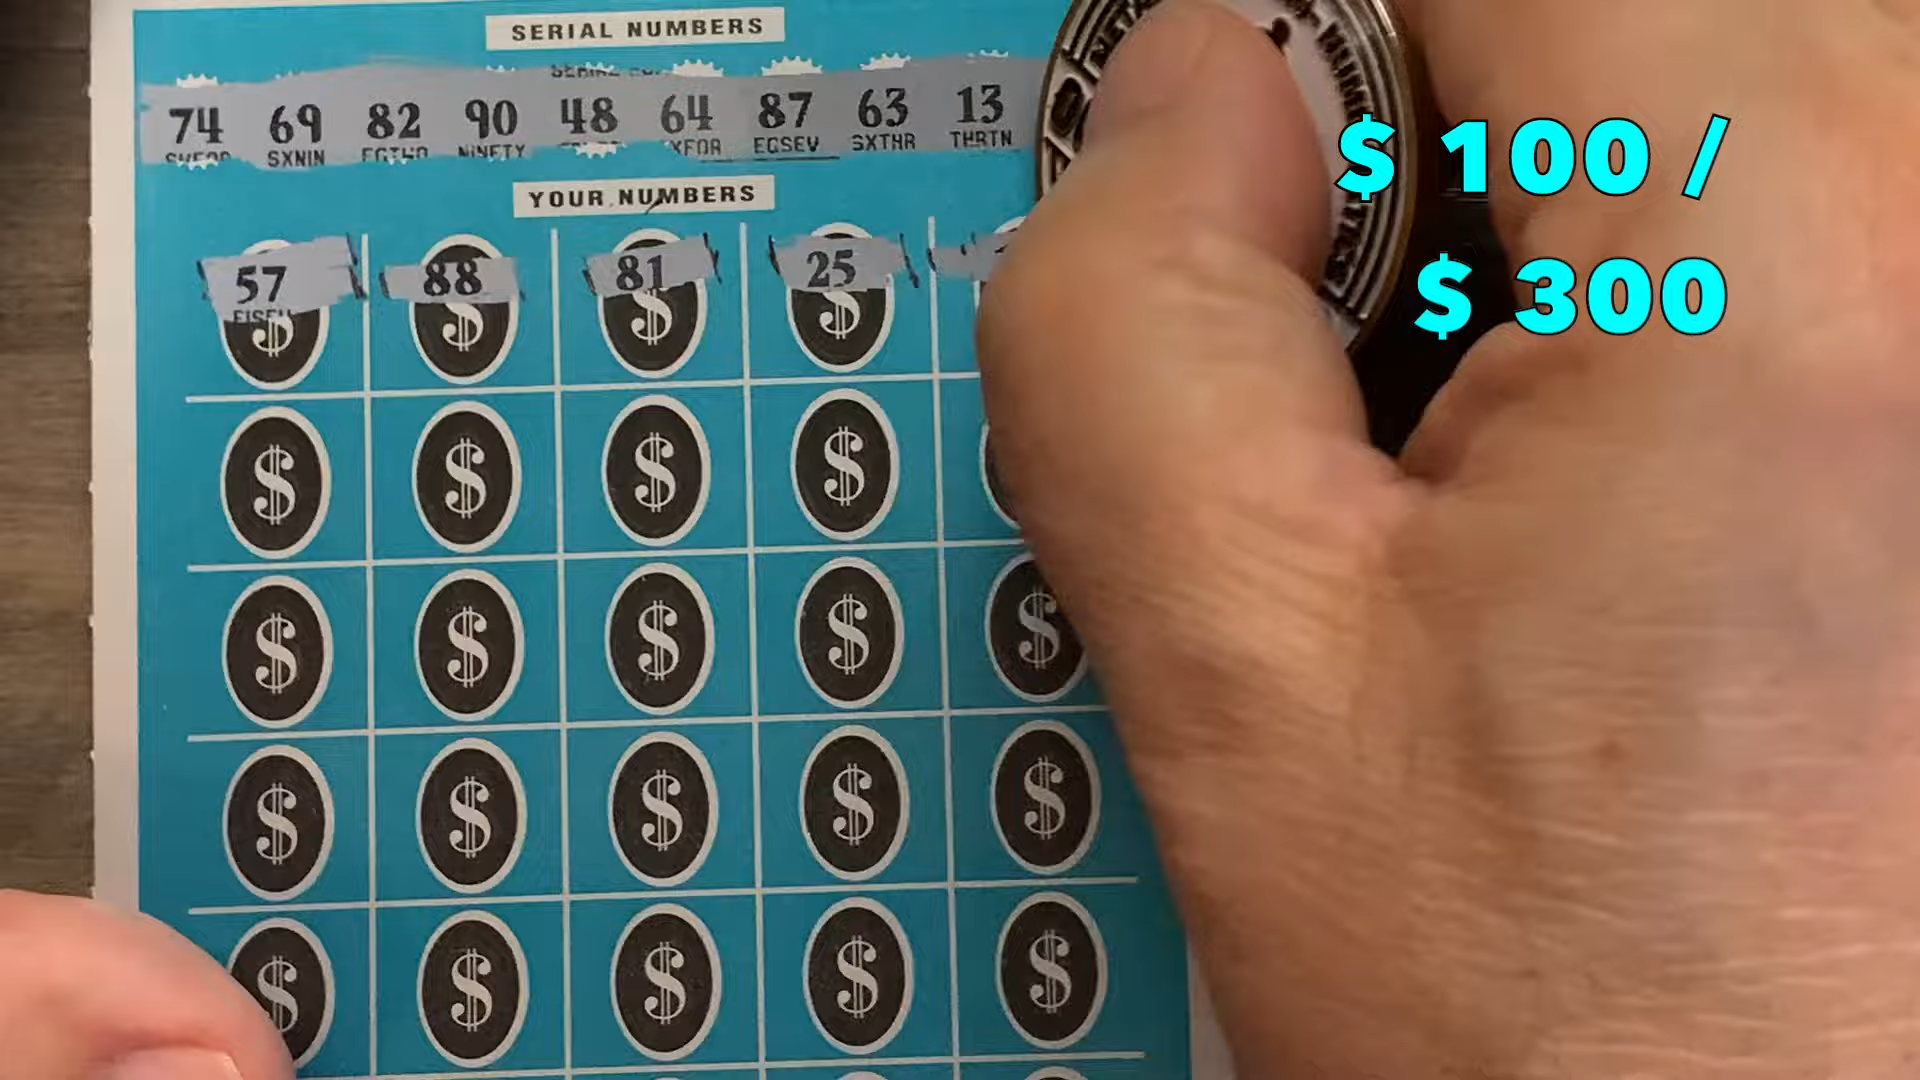 SERIAL NUMBERS
74 69 82 90 48 64 87 63 13
SXNIN NINETY EGSEV SXTHR THRTN
$ 100 /
YOUR NUMBERS
57 88 81 25
$ 300
$ $ $ $
$ $ $ $
$ $ $ $ $
$ $ $ $ $
$ $ $ $ $